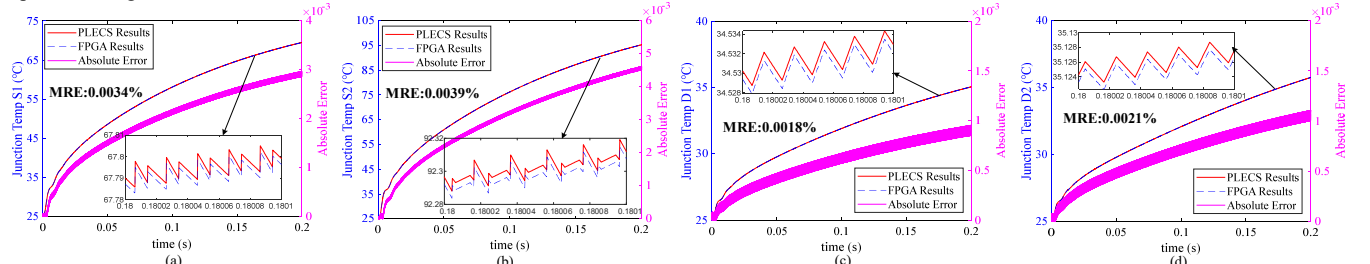 75
65
55
45
35
25
Junction Temp S1 (°C)
PLECS Results
FPGA Results
Absolute Error
MRE:0.0034%
67.81
67.8
67.79
67.78
0.18 0.18002 0.18004 0.18006 0.18008 0.1801
×10⁻³
4
3
2
1
0
Absolute Error
0 0.05 0.1 0.15 0.2
time (s)
(a)
105
95
85
75
65
55
45
35
25
Junction Temp S2 (°C)
PLECS Results
FPGA Results
Absolute Error
MRE:0.0039%
92.32
92.3
92.28
0.18 0.18002 0.18004 0.18006 0.18008 0.1801
×10⁻³
6
5
4
3
2
1
0
Absolute Error
0 0.05 0.1 0.15 0.2
time (s)
(b)
40
35
30
25
Junction Temp D1 (°C)
34.534
34.53
34.528
0.18 0.18002 0.18004 0.18006 0.18008 0.1801
MRE:0.0018%
PLECS Results
FPGA Results
Absolute Error
×10⁻³
2
1.5
1
0.5
0
Absolute Error
0 0.05 0.1 0.15 0.2
time (s)
(c)
40
35
30
25
Junction Temp D2 (°C)
35.13
35.128
35.126
35.124
0.18 0.18002 0.18004 0.18006 0.18008 0.1801
MRE:0.0021%
PLECS Results
FPGA Results
Absolute Error
×10⁻³
2
1.5
1
0.5
0
Absolute Error
0 0.05 0.1 0.15 0.2
time (s)
(d)